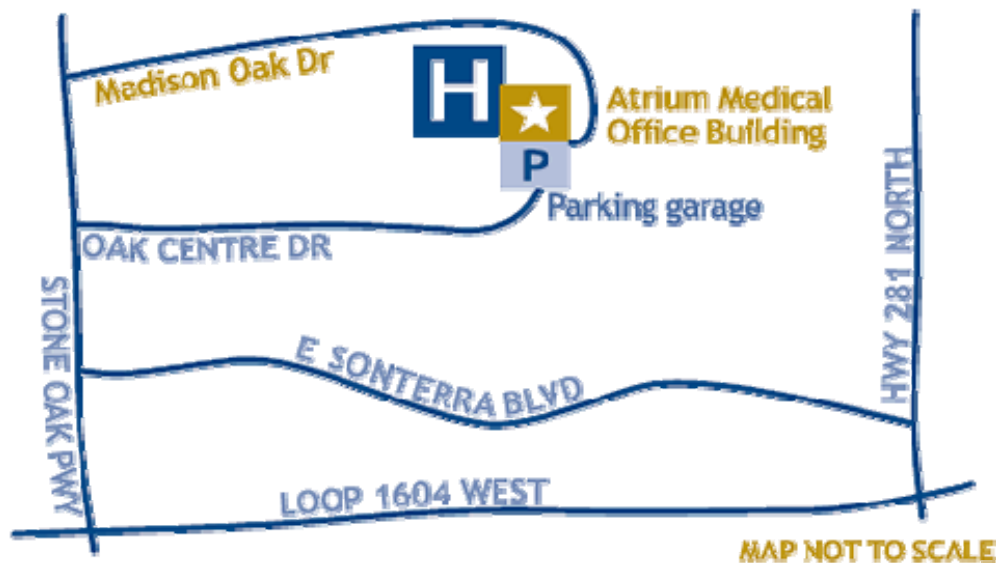 Madison Oak Dr
H
Atrium Medical
Office Building
P
Parking garage
OAK CENTRE DR
STONE OAK PWY
HWY 281 NORTH
E SONTERRA BLVD
LOOP 1604 WEST
MAP NOT TO SCALE